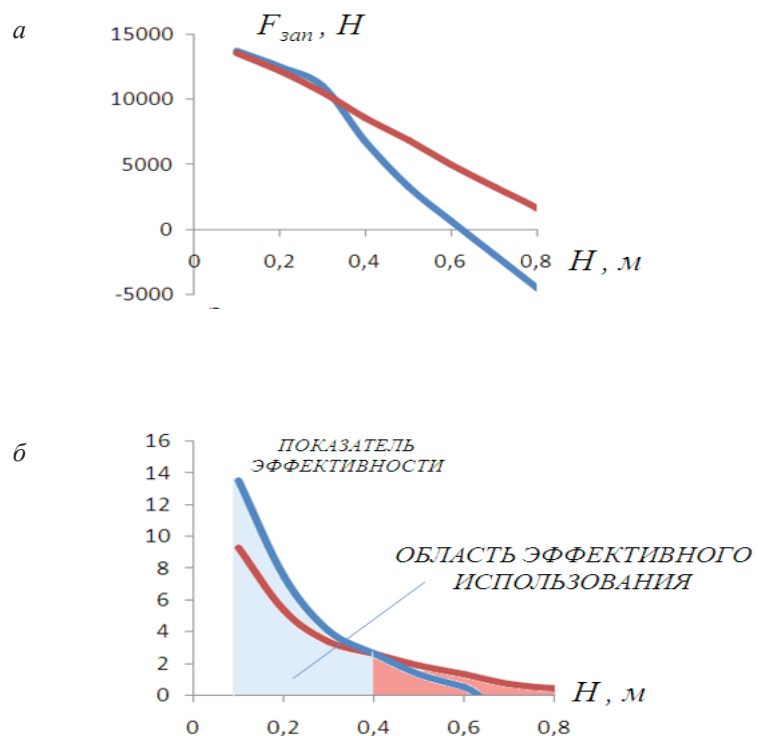 а
F зап , Н
15000
10000
5000
0
-5000
0 0,2 0,4 0,6 0,8
Н , м
б
ПОКАЗАТЕЛЬ
ЭФФЕКТИВНОСТИ
ОБЛАСТЬ ЭФФЕКТИВНОГО
ИСПОЛЬЗОВАНИЯ
16
14
12
10
8
6
4
2
0
Н , м
0 0,2 0,4 0,6 0,8